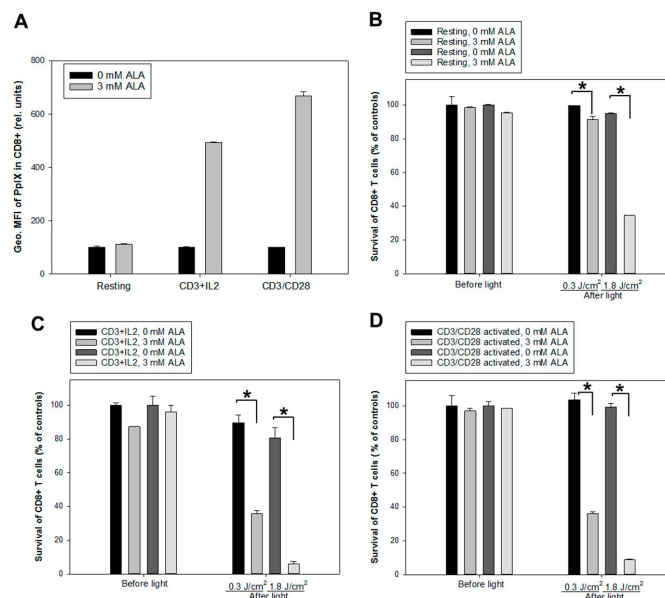 A
0 mM ALA
3 mM ALA
Geo. MFI of PpIX in CD8+ (rel. units)
800
600
400
200
0
Resting
CD3+IL2
CD3/CD28
B
Resting, 0 mM ALA
Resting, 3 mM ALA
Resting, 0 mM ALA
Resting, 3 mM ALA
Survival of CD8+ T cells (% of controls)
100
80
60
40
20
0
* *
Before light
0.3 J/cm² 1.8 J/cm²
After light
C
CD3+IL2, 0 mM ALA
CD3+IL2, 3 mM ALA
CD3+IL2, 0 mM ALA
CD3+IL2, 3 mM ALA
Survival of CD8+ T cells (% of controls)
100
80
60
40
20
0
* *
Before light
0.3 J/cm² 1.8 J/cm²
After light
D
CD3/CD28 activated, 0 mM ALA
CD3/CD28 activated, 3 mM ALA
CD3/CD28 activated, 0 mM ALA
CD3/CD28 activated, 3 mM ALA
Survival of CD8+ T cells ( % of controls)
100
80
60
40
20
0
* *
Before light
0.3 J/cm² 1.8 J/cm²
After light